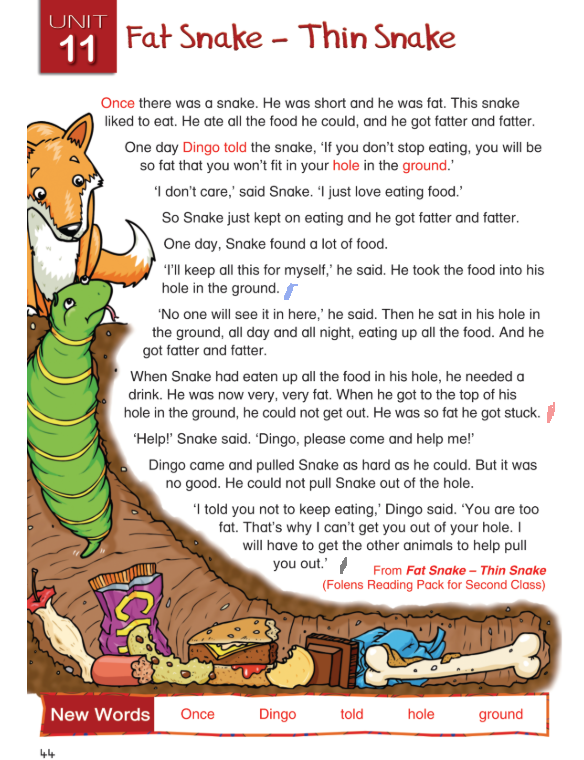 UNIT
11
Fat Snake – Thin Snake
Once there was a snake. He was short and he was fat. This snake
liked to eat. He ate all the food he could, and he got fatter and fatter.
One day Dingo told the snake, ‘If you don’t stop eating, you will be
so fat that you won’t fit in your hole in the ground.’
‘I don’t care,’ said Snake. ‘I just love eating food.’
So Snake just kept on eating and he got fatter and fatter.
One day, Snake found a lot of food.
‘I’ll keep all this for myself,’ he said. He took the food into his
hole in the ground.
‘No one will see it in here,’ he said. Then he sat in his hole in
the ground, all day and all night, eating up all the food. And he
got fatter and fatter.
When Snake had eaten up all the food in his hole, he needed a
drink. He was now very, very fat. When he got to the top of his
hole in the ground, he could not get out. He was so fat he got stuck.
‘Help!’ Snake said. ‘Dingo, please come and help me!’
Dingo came and pulled Snake as hard as he could. But it was
no good. He could not pull Snake out of the hole.
‘I told you not to keep eating,’ Dingo said. ‘You are too
fat. That’s why I can’t get you out of your hole. I
will have to get the other animals to help pull
you out.’
From Fat Snake – Thin Snake
(Folens Reading Pack for Second Class)
New Words Once Dingo told hole ground
44